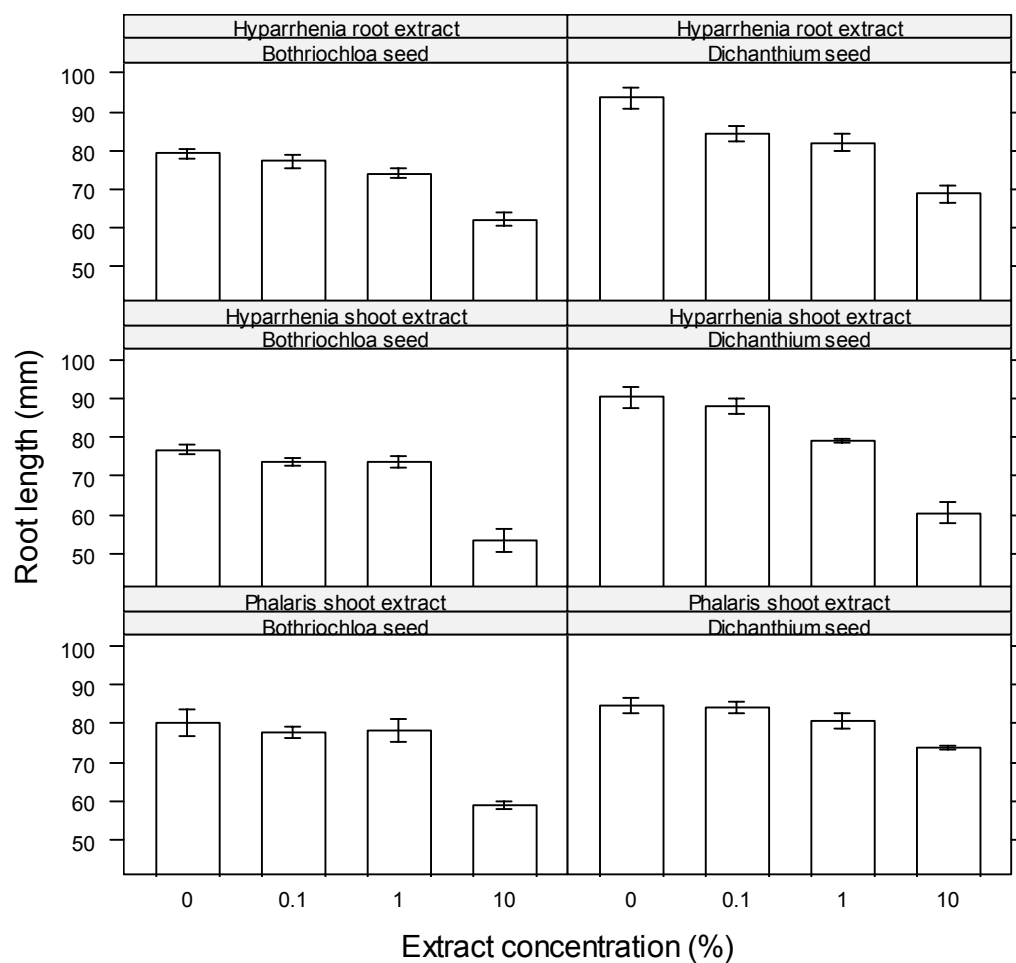 Hyparrhenia root extract
Hyparrhenia root extract
Bothriochloa seed
Dichanthium seed
100
90
80
70
60
50
Hyparrhenia shoot extract
Hyparrhenia shoot extract
Bothriochloa seed
Dichanthium seed
100
90
80
70
60
50
Phalaris shoot extract
Phalaris shoot extract
Bothriochloa seed
Dichanthium seed
100
90
80
70
60
50
Root length (mm)
0 0.1 1 10 0 0.1 1 10
Extract concentration (%)